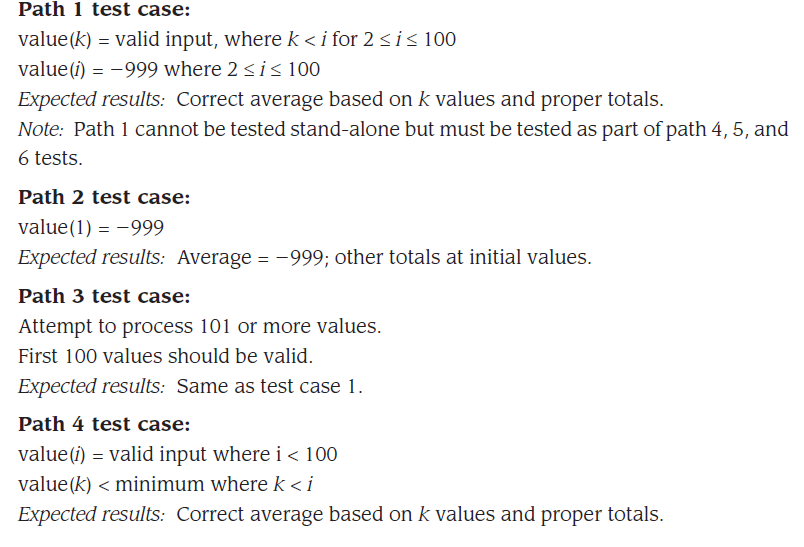 Path 1 test case:
value(k) = valid input, where k < i for 2 ≤ i ≤ 100
value(i) = −999 where 2 ≤ i ≤ 100
Expected results: Correct average based on k values and proper totals.
Note: Path 1 cannot be tested stand-alone but must be tested as part of path 4, 5, and
6 tests.
Path 2 test case:
value(1) = −999
Expected results: Average = −999; other totals at initial values.
Path 3 test case:
Attempt to process 101 or more values.
First 100 values should be valid.
Expected results: Same as test case 1.
Path 4 test case:
value(i) = valid input where i < 100
value(k) < minimum where k < i
Expected results: Correct average based on k values and proper totals.